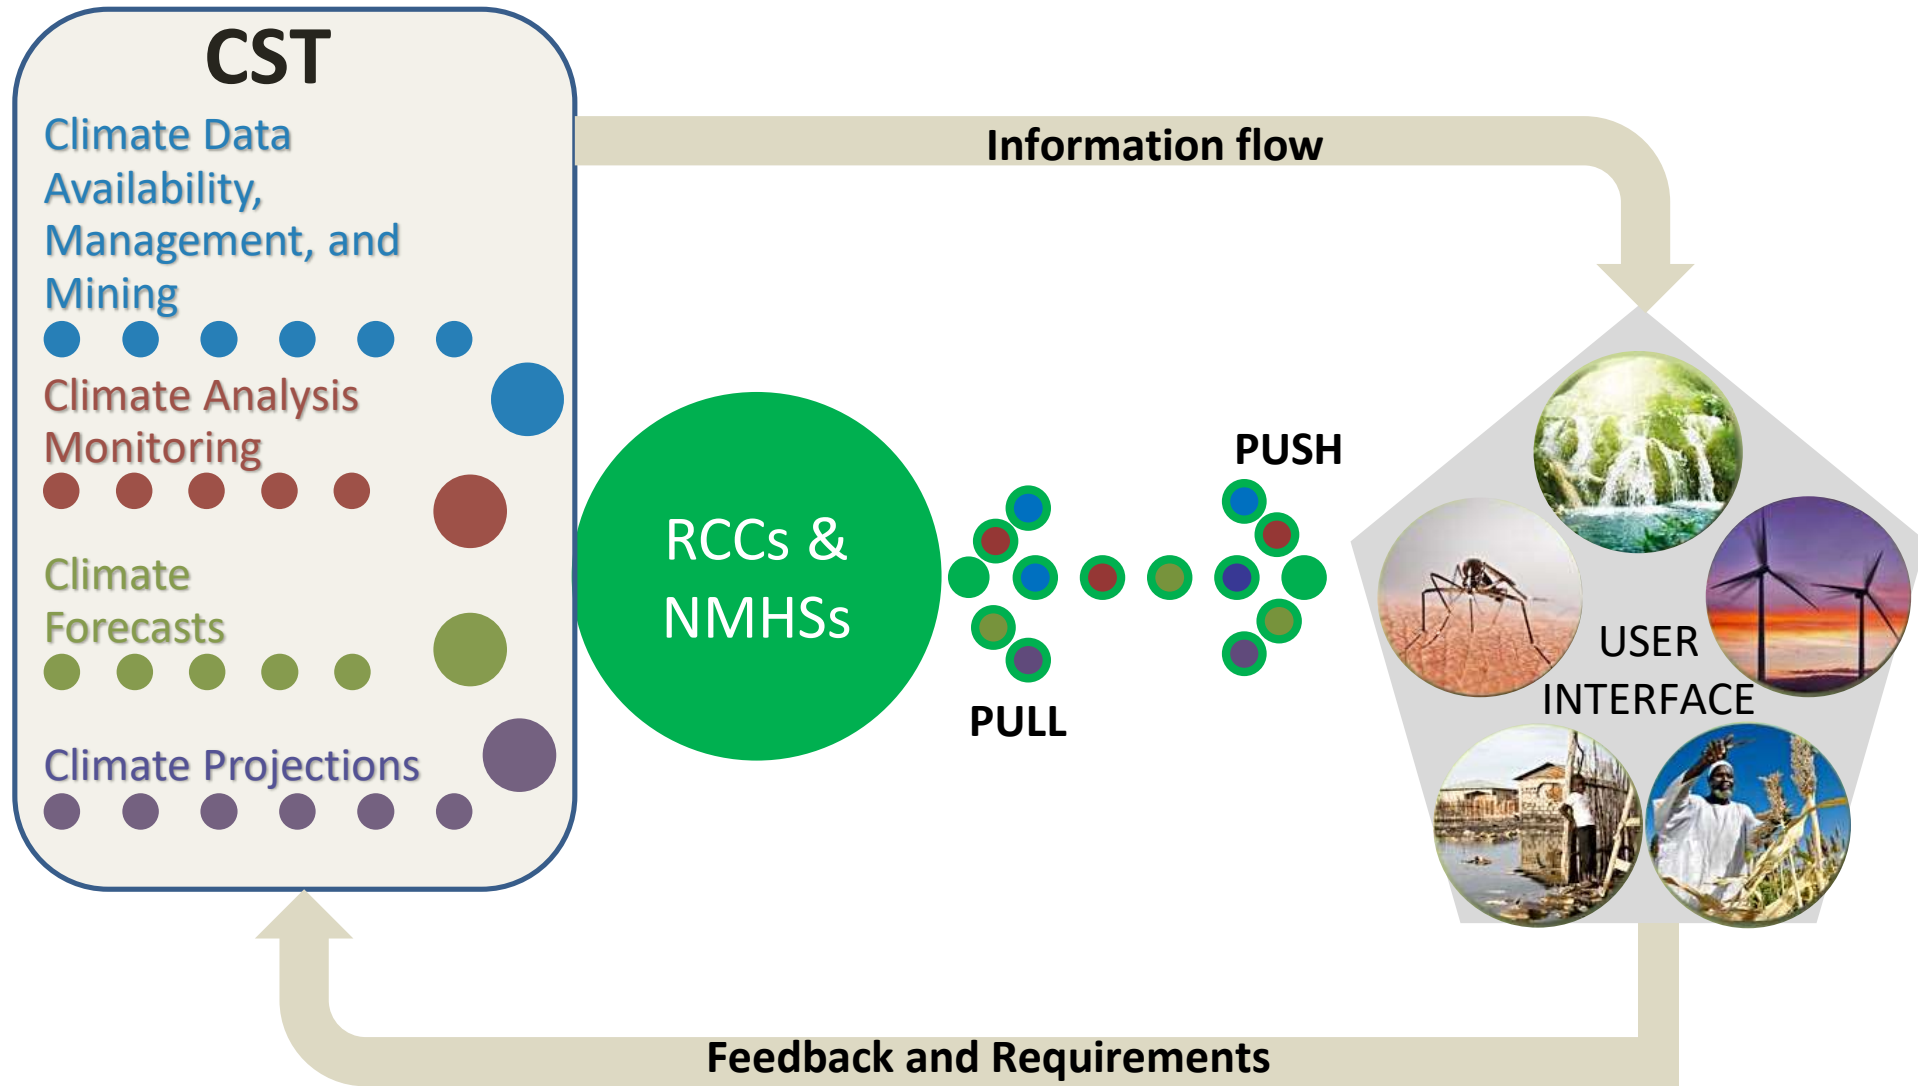 CST
Climate Data
Availability,
Management, and
Mining
Climate Analysis
Monitoring
Climate
Forecasts
Climate Projections
Information flow
RCCs &
NMHSs
PUSH
PULL
USER
INTERFACE
Feedback and Requirements